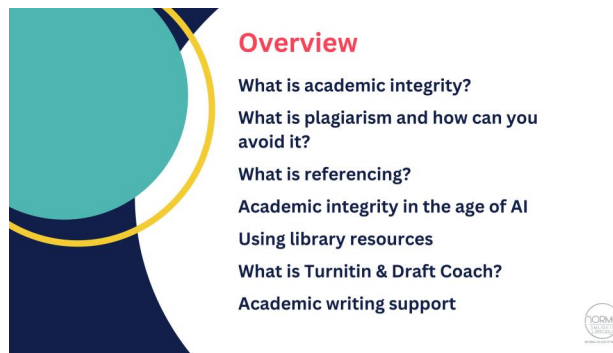 Overview
What is academic integrity?
What is plagiarism and how can you
avoid it?
What is referencing?
Academic integrity in the age of AI
Using library resources
What is Turnitin & Draft Coach?
Academic writing support